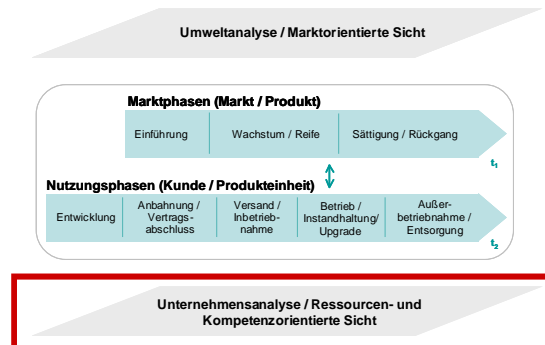 Umweltanalyse / Marktorientierte Sicht
Marktphasen (Markt / Produkt)
Einführung
Wachstum / Reife
Sättigung / Rückgang
t1
Nutzungsphasen (Kunde / Produkteinheit)
Entwicklung
Anbahnung /
Vertrags-
abschluss
Versand /
Inbetrieb-
nahme
Betrieb /
Instandhaltung/
Upgrade
Außer-
betriebnahme /
Entsorgung
t2
Unternehmensanalyse / Ressourcen- und
Kompetenzorientierte Sicht